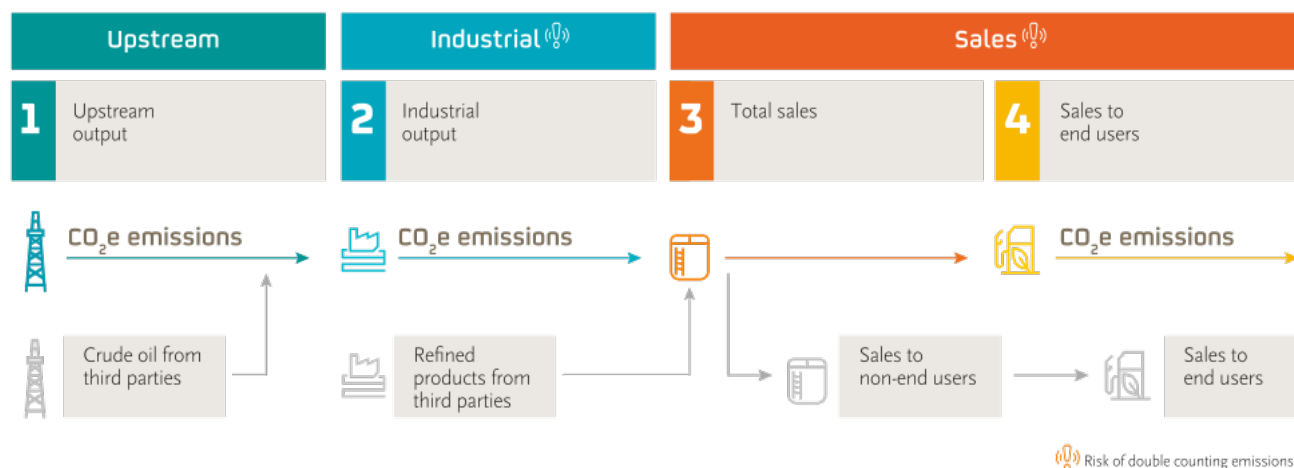 Upstream
Industrial
Sales
1
Upstream
output
2
Industrial
output
3
Total sales
4
Sales to
end users
CO₂e emissions
CO₂e emissions
CO₂e emissions
Crude oil from
third parties
Refined
products from
third parties
Sales to
non-end users
Sales to
end users
Risk of double counting emissions